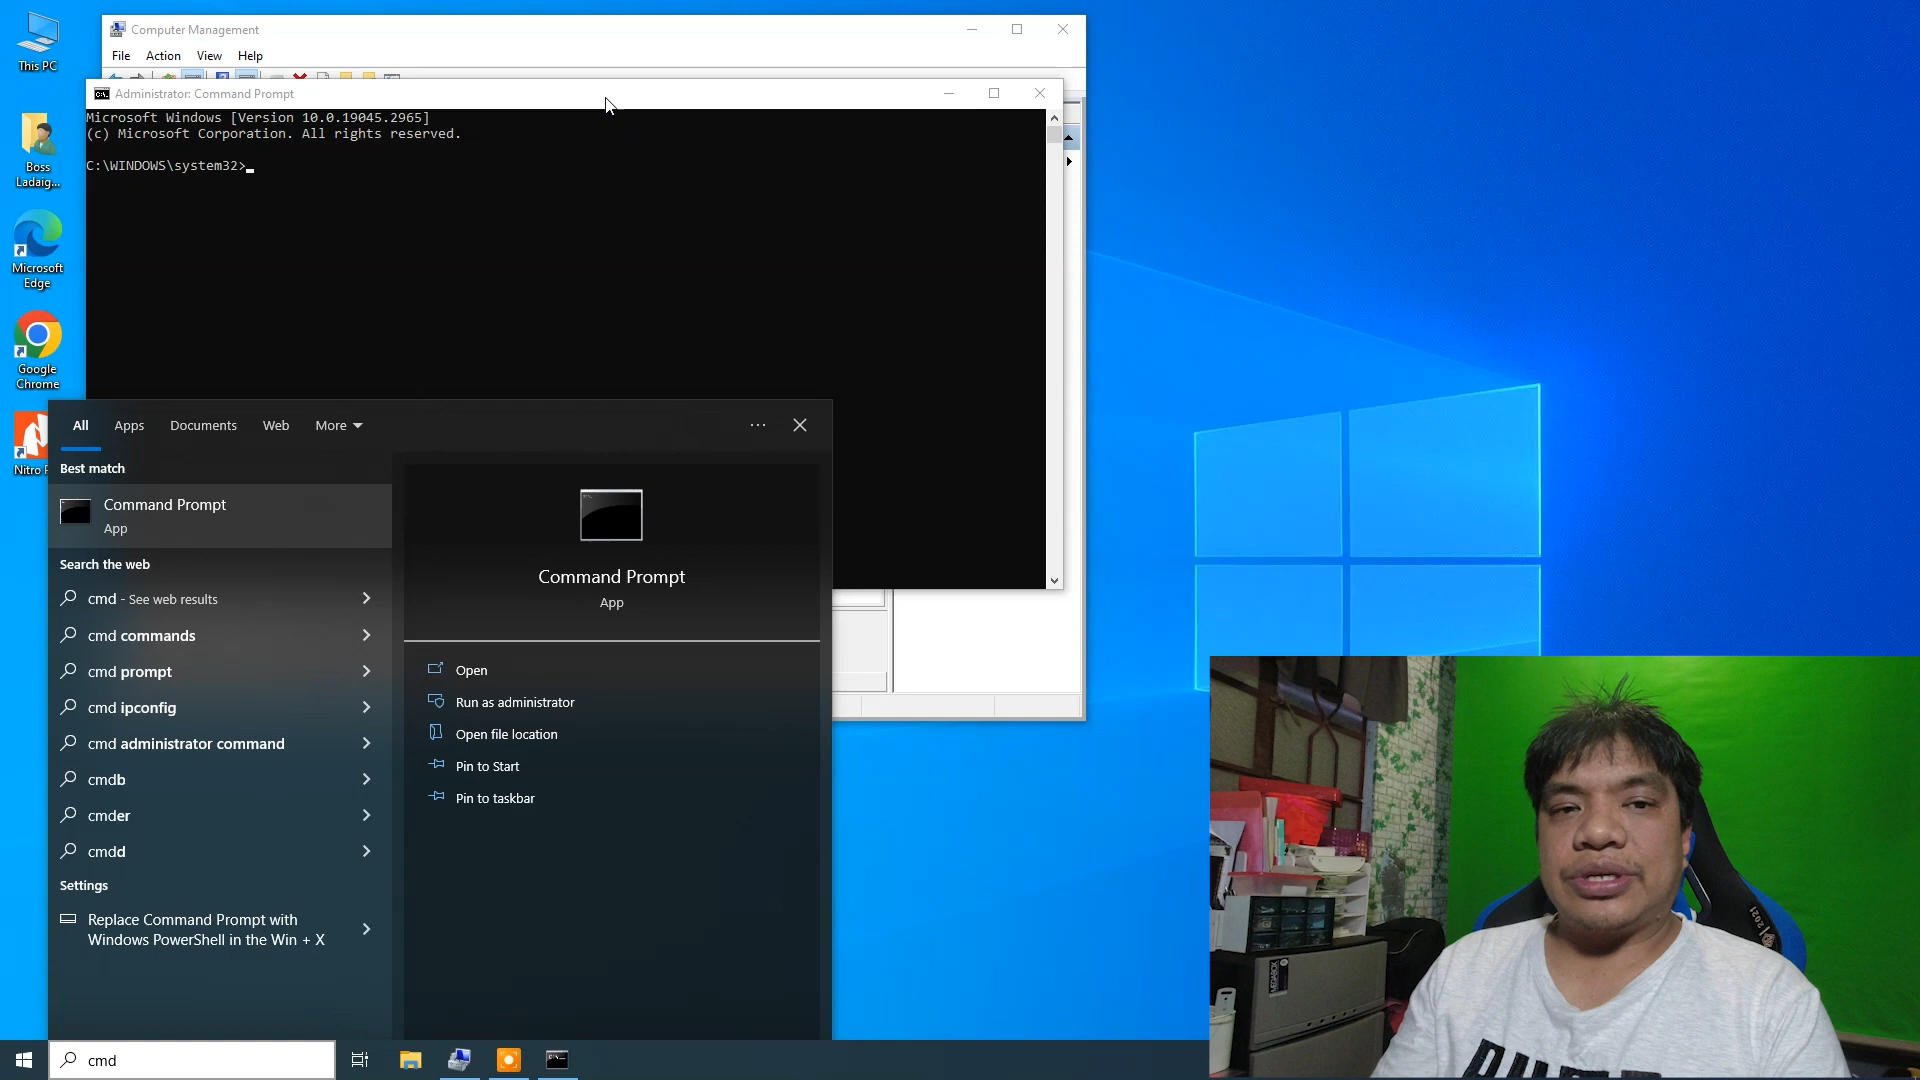 This PC
Boss
Ladaig...
Microsoft
Edge
Google
Chrome
Nitro P
Computer Management
File Action View Help
Administrator: Command Prompt
Microsoft Windows [Version 10.0.19045.2965]
(c) Microsoft Corporation. All rights reserved.
C:\WINDOWS\system32>
All Apps Documents Web More
Best match
Command Prompt
App
Search the web
cmd - See web results
cmd commands
cmd prompt
cmd ipconfig
cmd administrator command
cmdb
cmder
cmdd
Settings
Replace Command Prompt with
Windows PowerShell in the Win + X
Command Prompt
App
Open
Run as administrator
Open file location
Pin to Start
Pin to taskbar
cmd
MEGABOX
2021